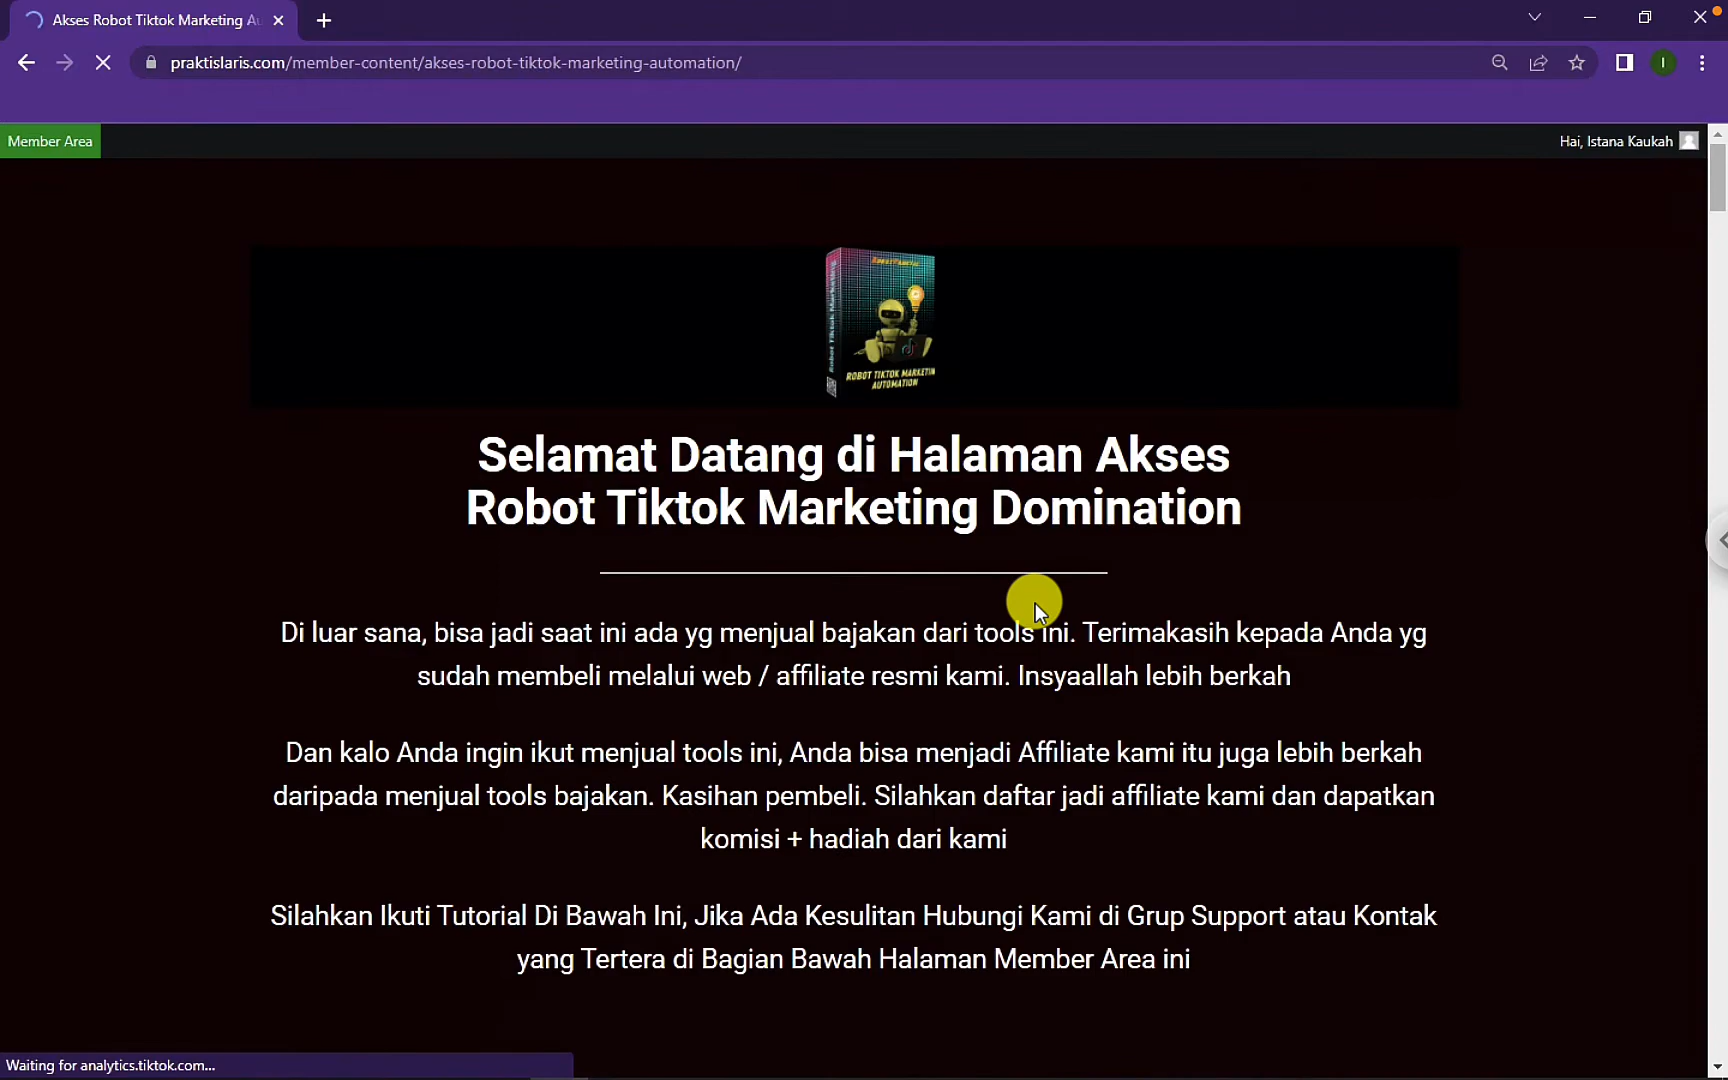 Akses Robot Tiktok Marketing Au
praktislaris.com/member-content/akses-robot-tiktok-marketing-automation/
I
Member Area
Hai, Istana Kaukah
Robot Tiktok Marketing
ROBOT TIKTOK MARKETIN
AUTOMATION
Selamat Datang di Halaman Akses
Robot Tiktok Marketing Domination
Di luar sana, bisa jadi saat ini ada yg menjual bajakan dari tools ini. Terimakasih kepada Anda yg
sudah membeli melalui web / affiliate resmi kami. Insyaallah lebih berkah
Dan kalo Anda ingin ikut menjual tools ini, Anda bisa menjadi Affiliate kami itu juga lebih berkah
daripada menjual tools bajakan. Kasihan pembeli. Silahkan daftar jadi affiliate kami dan dapatkan
komisi + hadiah dari kami
Silahkan Ikuti Tutorial Di Bawah Ini, Jika Ada Kesulitan Hubungi Kami di Grup Support atau Kontak
yang Tertera di Bagian Bawah Halaman Member Area ini
Waiting for analytics.tiktok.com...